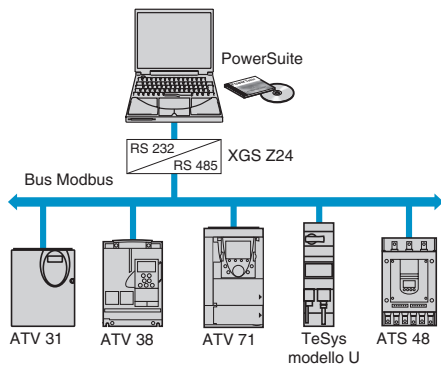 PowerSuite
RS 232
RS 485
XGS Z24
Bus Modbus
ATV 31
ATV 38
ATV 71
TeSys
modello U
ATS 48